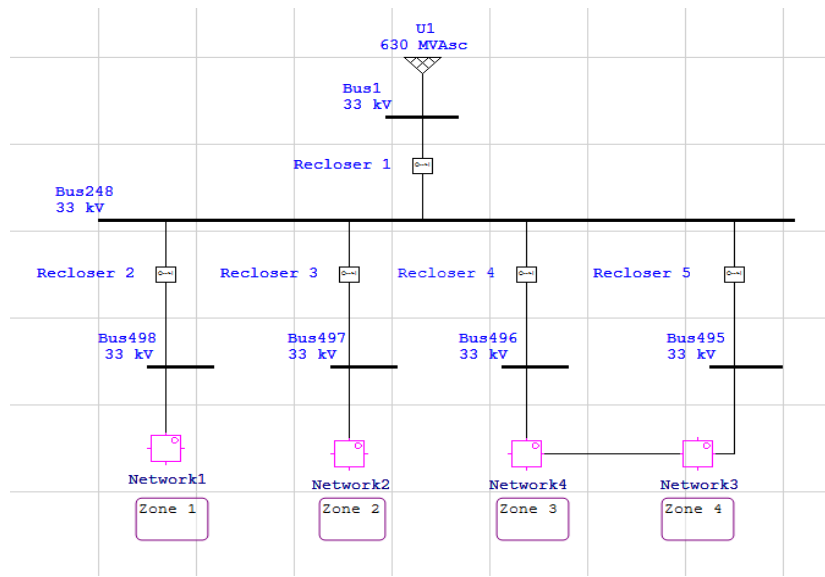 U1
630 MVAsc
Bus1
33 kV
Recloser 1
Bus248
33 kV
Recloser 2
Recloser 3
Recloser 4
Recloser 5
Bus498
33 kV
Bus497
33 kV
Bus496
33 kV
Bus495
33 kV
Network1
Network2
Network4
Network3
Zone 1
Zone 2
Zone 3
Zone 4